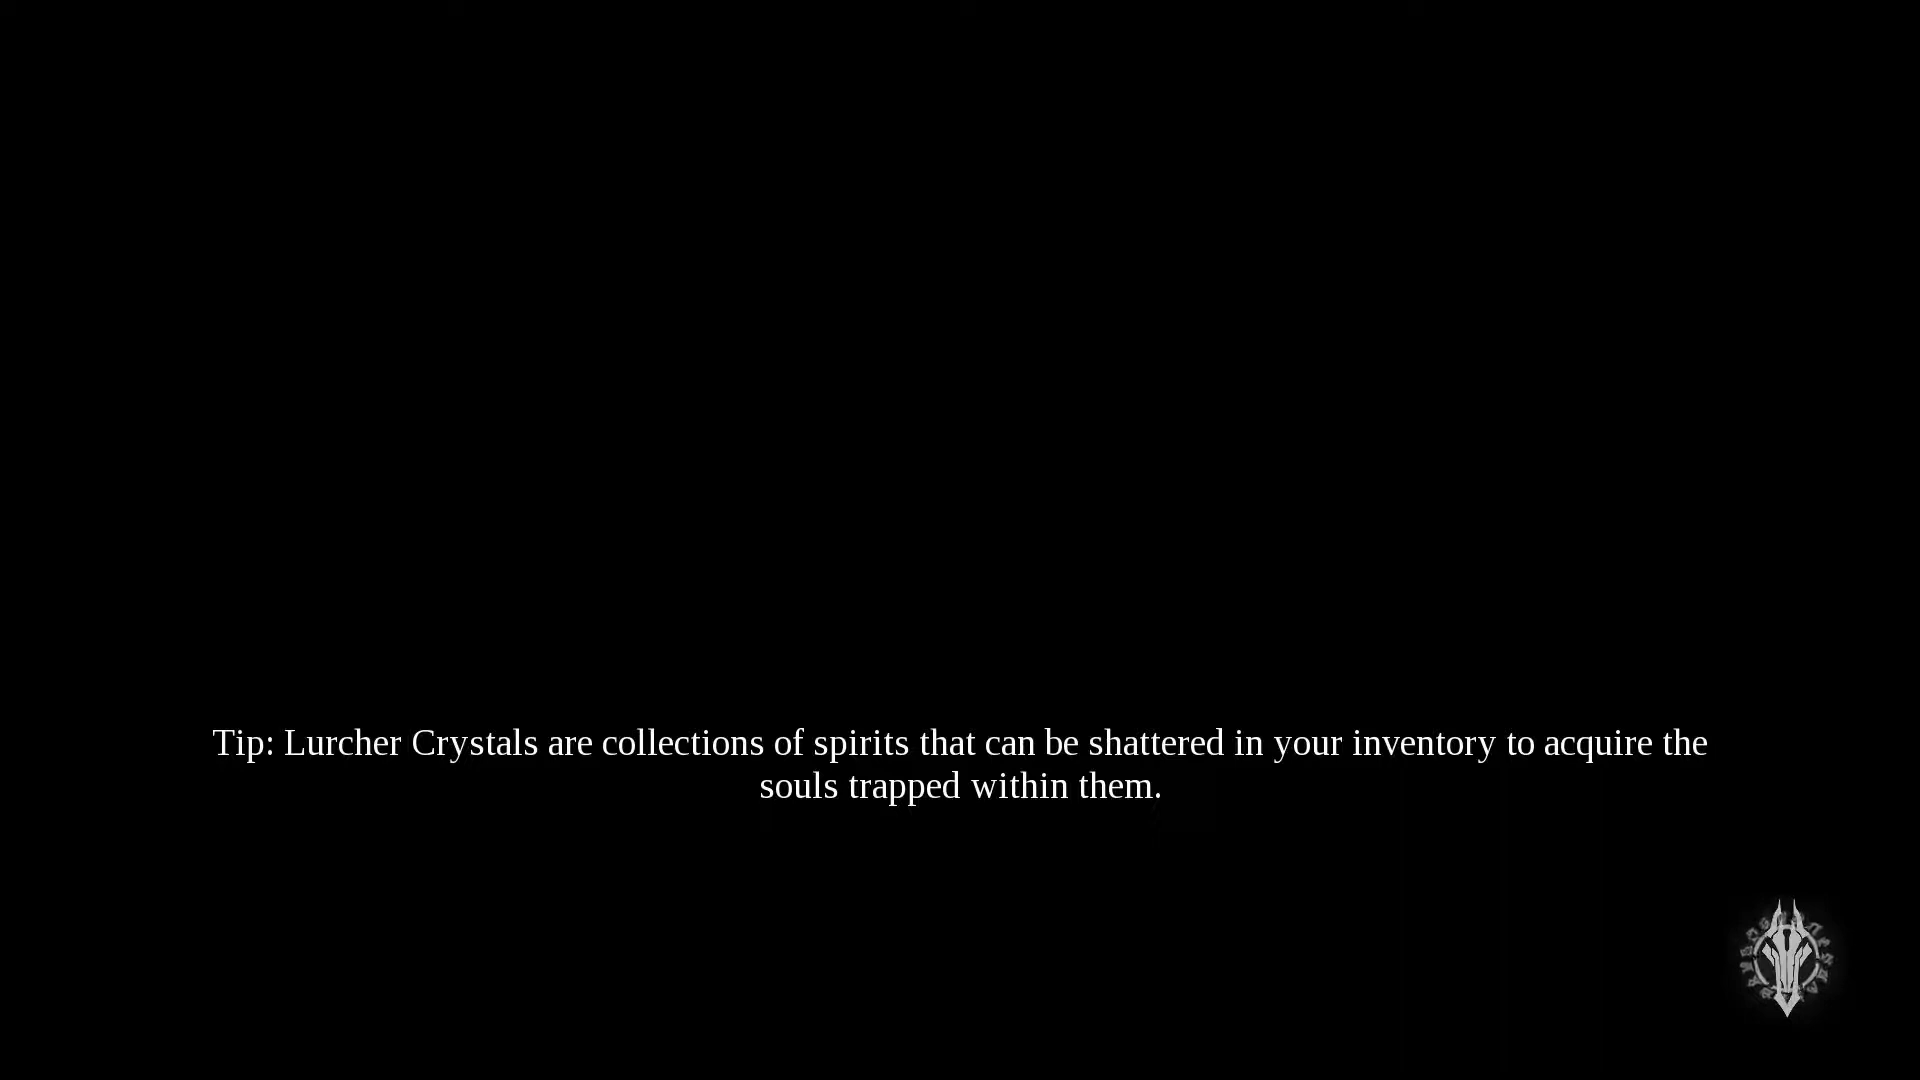 Tip: Lurcher Crystals are collections of spirits that can be shattered in your inventory to acquire the
souls trapped within them.